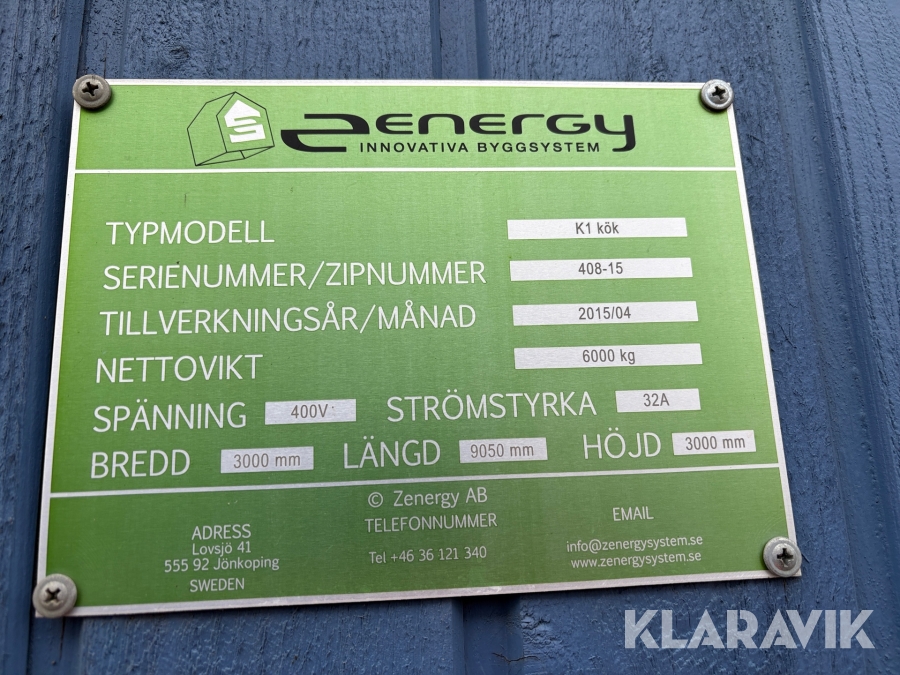 ZENERGY
INNOVATIVA BYGGSYSTEM
TYPMODELL K1 kök
SERIENUMMER/ZIPNUMMER 408-15
TILLVERKNINGSÅR/MÅNAD 2015/04
NETTOVIKT 6000 kg
SPÄNNING 400V STRÖMSTYRKA 32A
BREDD 3000 mm LÄNGD 9050 mm HÖJD 3000 mm
© Zenergy AB
ADRESS
Lovsjö 41
555 92 Jönkoping
SWEDEN
TELEFONNUMMER
Tel +46 36 121 340
EMAIL
info@zenergysystem.se
www.zenergysystem.se
KLARAVIK